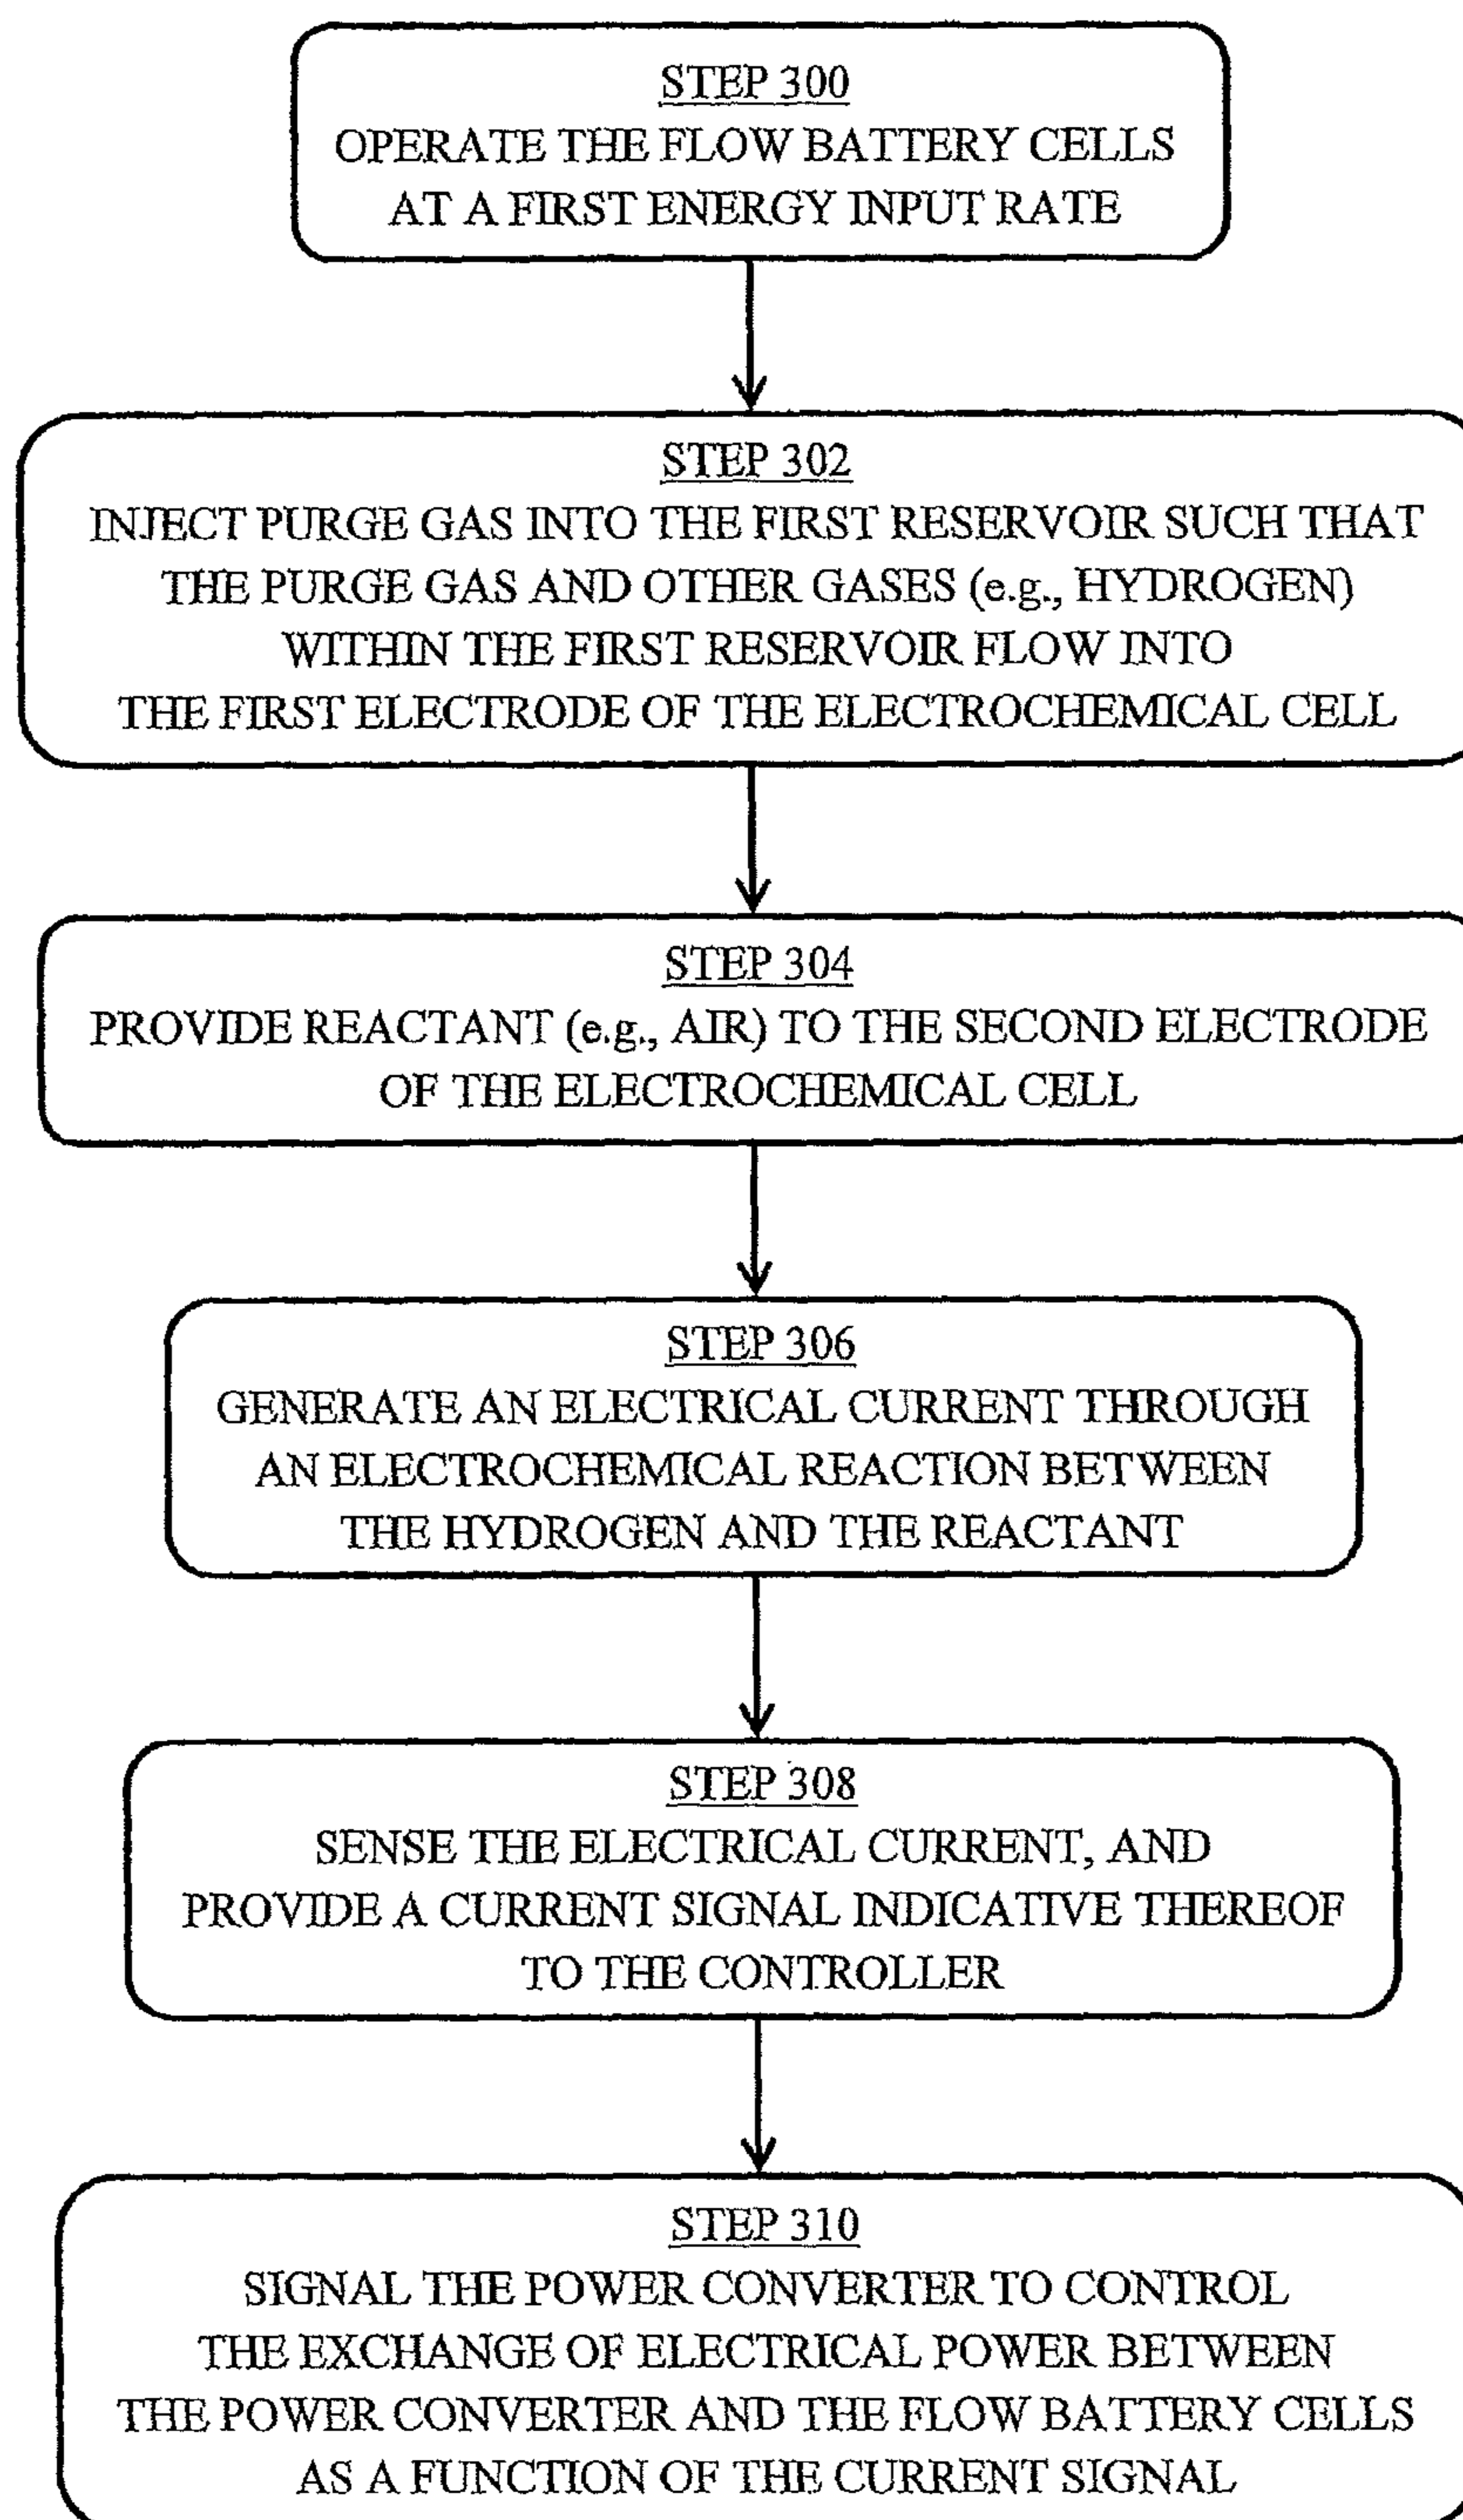 STEP 300
OPERATE THE FLOW BATTERY CELLS
AT A FIRST ENERGY INPUT RATE
STEP 302
INJECT PURGE GAS INTO THE FIRST RESERVOIR SUCH THAT
THE PURGE GAS AND OTHER GASES (e.g., HYDROGEN)
WITHIN THE FIRST RESERVOIR FLOW INTO
THE FIRST ELECTRODE OF THE ELECTROCHEMICAL CELL
STEP 304
PROVIDE REACTANT (e.g., AIR) TO THE SECOND ELECTRODE
OF THE ELECTROCHEMICAL CELL
STEP 306
GENERATE AN ELECTRICAL CURRENT THROUGH
AN ELECTROCHEMICAL REACTION BETWEEN
THE HYDROGEN AND THE REACTANT
STEP 308
SENSE THE ELECTRICAL CURRENT, AND
PROVIDE A CURRENT SIGNAL INDICATIVE THEREOF
TO THE CONTROLLER
STEP 310
SIGNAL THE POWER CONVERTER TO CONTROL
THE EXCHANGE OF ELECTRICAL POWER BETWEEN
THE POWER CONVERTER AND THE FLOW BATTERY CELLS
AS A FUNCTION OF THE CURRENT SIGNAL